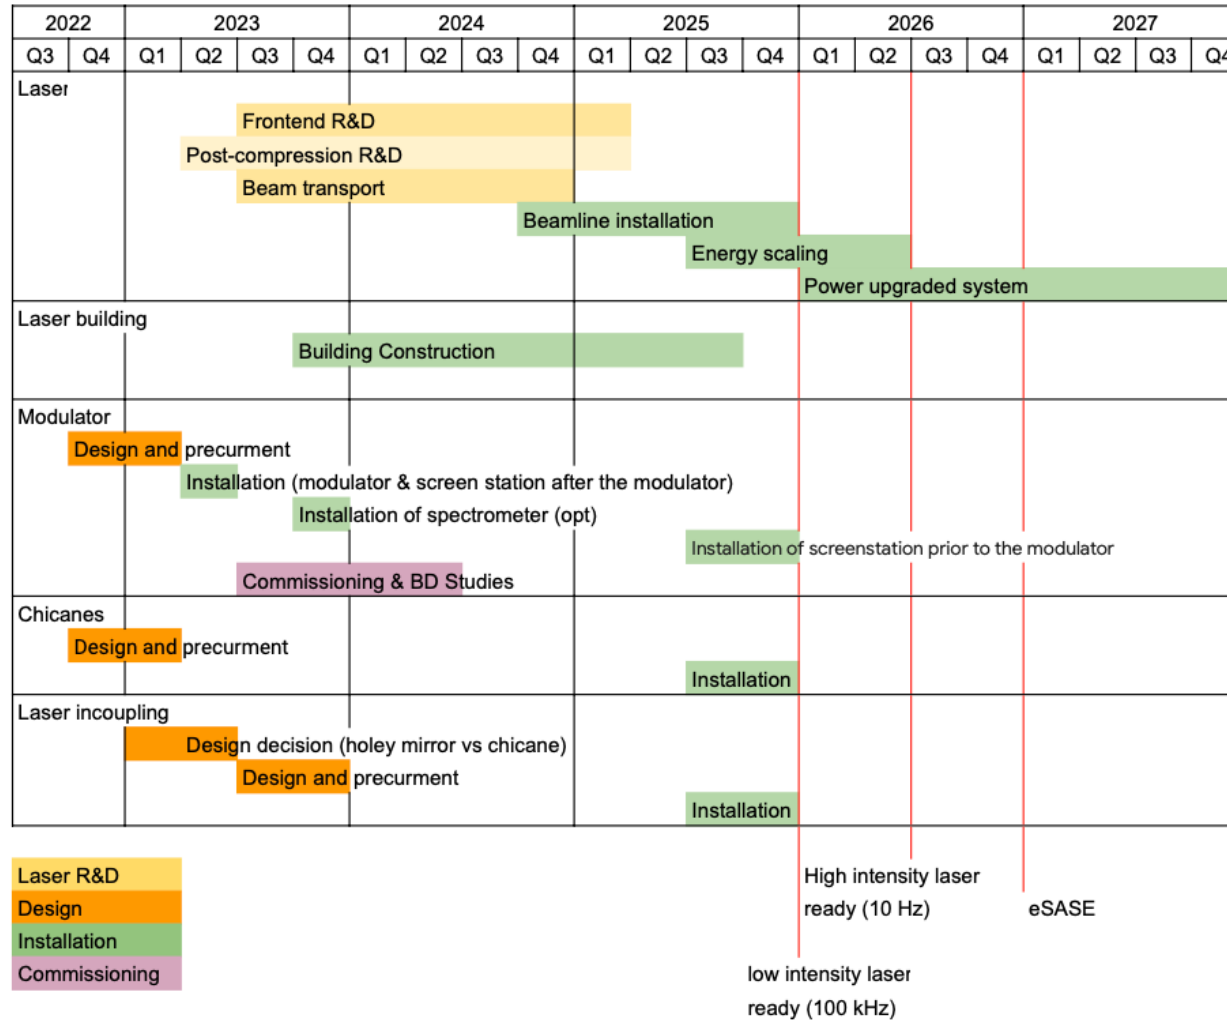 2022 2023 2024 2025 2026 2027
Q3 Q4 Q1 Q2 Q3 Q4 Q1 Q2 Q3 Q4 Q1 Q2 Q3 Q4 Q1 Q2 Q3 Q4 Q1 Q2 Q3 Q4
Laser
Frontend R&D
Post-compression R&D
Beam transport
Beamline installation
Energy scaling
Power upgraded system
Laser building
Building Construction
Modulator
Design and precurment
Installation (modulator & screen station after the modulator)
Installation of spectrometer (opt)
Installation of screenstation prior to the modulator
Commissioning & BD Studies
Chicanes
Design and precurment
Installation
Laser incoupling
Design decision (holey mirror vs chicane)
Design and precurment
Installation
Laser R&D
Design
Installation
Commissioning
High intensity laser
ready (10 Hz)
eSASE
low intensity laser
ready (100 kHz)